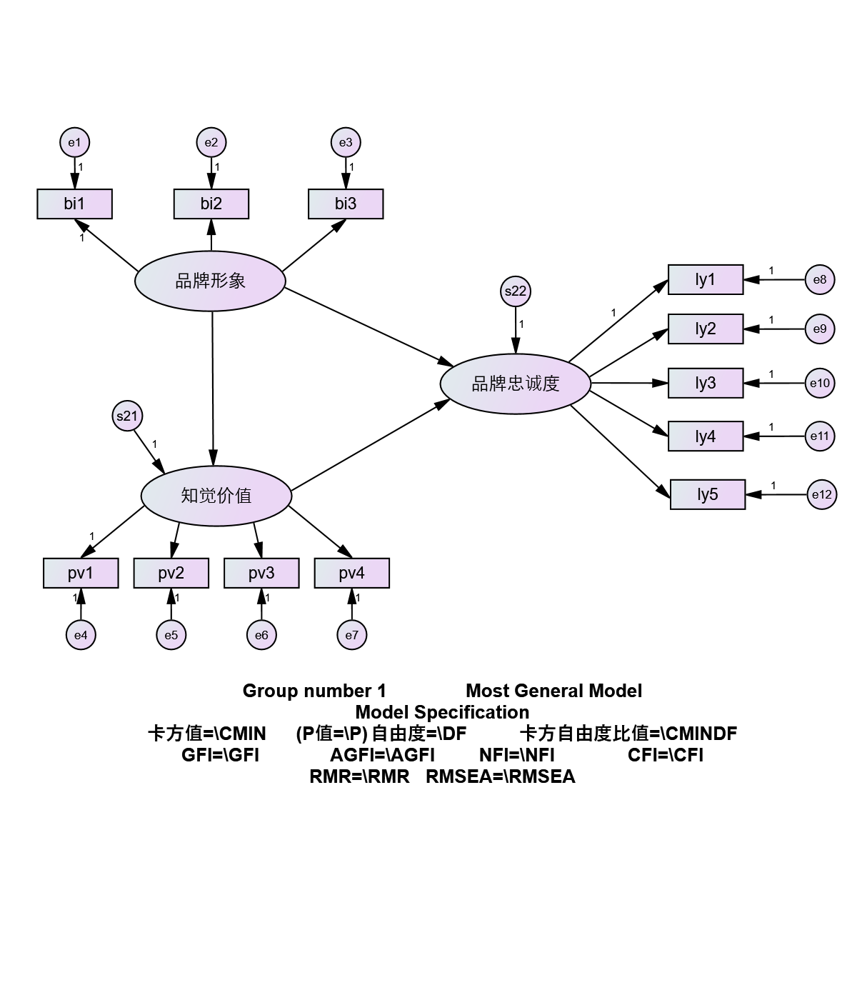 e1 e2 e3
1 1 1
bi1 bi2 bi3
1
品牌形象
s22
1
品牌忠诚度
1
ly1 1 e8
ly2 1 e9
ly3 1 e10
ly4 1 e11
ly5 1 e12
s21
1
知觉价值
1
pv1 pv2 pv3 pv4
1 1 1 1
e4 e5 e6 e7
Group number 1 Most General Model
Model Specification
卡方值=\CMIN (P值=\P) 自由度=\DF 卡方自由度比值=\CMINDF
GFI=\GFI AGFI=\AGFI NFI=\NFI CFI=\CFI
RMR=\RMR RMSEA=\RMSEA